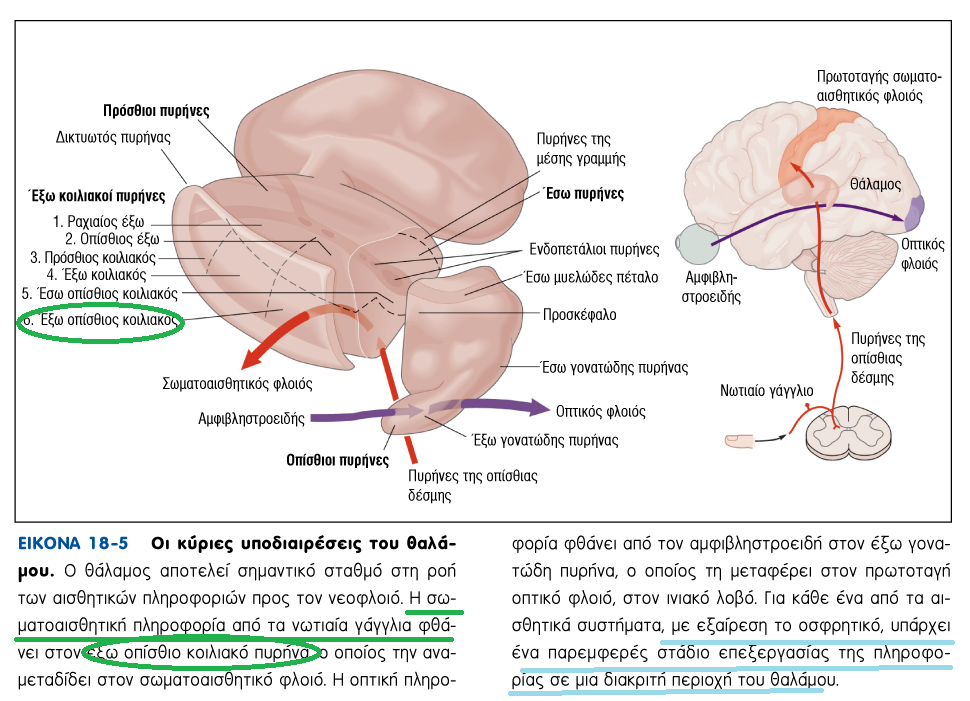 Πρόσθιοι πυρήνες
Δικτυωτός πυρήνας
Έξω κοιλιακοί πυρήνες
1. Ραχιαίος έξω
2. Οπίσθιος έξω
3. Πρόσθιος κοιλιακός
4. Έξω κοιλιακός
5. Έσω οπίσθιος κοιλιακός
6. Έξω οπίσθιος κοιλιακός
Σωματοαισθητικός φλοιός
Αμφιβληστροειδής
Οπίσθιοι πυρήνες
Πυρήνες της
μέσης γραμμής
Έσω πυρήνες
Ενδοπετάλιοι πυρήνες
Έσω μυελώδες πέταλο
Προσκέφαλο
Έσω γονατώδης πυρήνας
Οπτικός φλοιός
Έξω γονατώδης πυρήνας
Πυρήνες της οπίσθιας
δέσμης
Πρωτοταγής σωματο-
αισθητικός φλοιός
Θάλαμος
Οπτικός
φλοιός
Αμφιβλη-
στροειδής
Πυρήνες της
οπίσθιας
δέσμης
Νωτιαίο γάγγλιο
ΕΙΚΟΝΑ 18-5 Οι κύριες υποδιαιρέσεις του θαλά-
μου. Ο θάλαμος αποτελεί σημαντικό σταθμό στη ροή
των αισθητικών πληροφοριών προς τον νεοφλοιό. Η σω-
ματοαισθητική πληροφορία από τα νωτιαία γάγγλια φθά-
νει στον έξω οπίσθιο κοιλιακό πυρήνα ο οποίος την ανα-
μεταδίδει στον σωματοαισθητικό φλοιό. Η οπτική πληρο-
φορία φθάνει από τον αμφιβληστροειδή στον έξω γονα-
τώδη πυρήνα, ο οποίος τη μεταφέρει στον πρωτοταγή
οπτικό φλοιό, στον ινιακό λοβό. Για κάθε ένα από τα αι-
σθητικά συστήματα, με εξαίρεση το οσφρητικό, υπάρχει
ένα παρεμφερές στάδιο επεξεργασίας της πληροφο-
ρίας σε μια διακριτή περιοχή του θαλάμου.